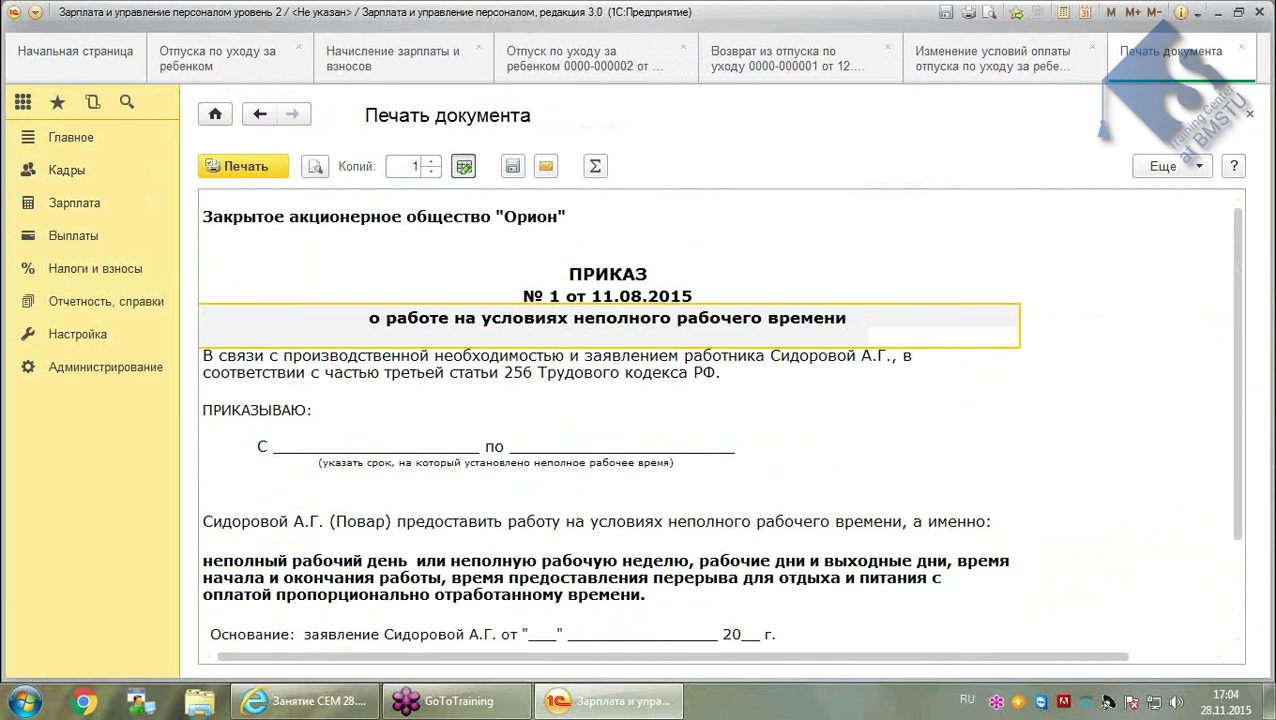 Зарплата и управление персоналом уровень 2 / <Не указан> / Зарплата и управление персоналом, редакция 3.0 (1С:Предприятие)
M M+ M-
Начальная страница
Отпуска по уходу за
ребенком
Начисление зарплаты и
взносов
Отпуск по уходу за
ребенком 0000-000002 от ...
Возврат из отпуска по
уходу 0000-000001 от 12....
Изменение условий оплаты
отпуска по уходу за ребе...
Печать документа
Training Center
at BMSTU
Главное
Кадры
Зарплата
Выплаты
Налоги и взносы
Отчетность, справки
Настройка
Администрирование
Печать документа
Печать
Копий:
1
Σ
Еще
?
Закрытое акционерное общество "Орион"
ПРИКАЗ
№ 1 от 11.08.2015
о работе на условиях неполного рабочего времени
В связи с производственной необходимостью и заявлением работника Сидоровой А.Г., в
соответствии с частью третьей статьи 256 Трудового кодекса РФ.
ПРИКАЗЫВАЮ:
С _______________________ по _________________________
(указать срок, на который установлено неполное рабочее время)
Сидоровой А.Г. (Повар) предоставить работу на условиях неполного рабочего времени, а именно:
неполный рабочий день или неполную рабочую неделю, рабочие дни и выходные дни, время
начала и окончания работы, время предоставления перерыва для отдыха и питания с
оплатой пропорционально отработанному времени.
Основание: заявление Сидоровой А.Г. от "___" _________________ 20__ г.
Занятие СЕМ 28....
GoToTraining
Зарплата и упра...
RU
17:04
28.11.2015